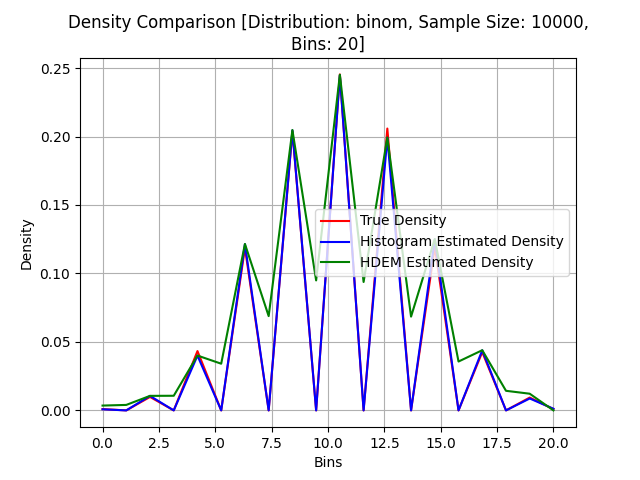 Density Comparison [Distribution: binom, Sample Size: 10000,
Bins: 20]
0.25
0.20
0.15
0.10
0.05
0.00
Density
True Density
Histogram Estimated Density
HDEM Estimated Density
0.0 2.5 5.0 7.5 10.0 12.5 15.0 17.5 20.0
Bins